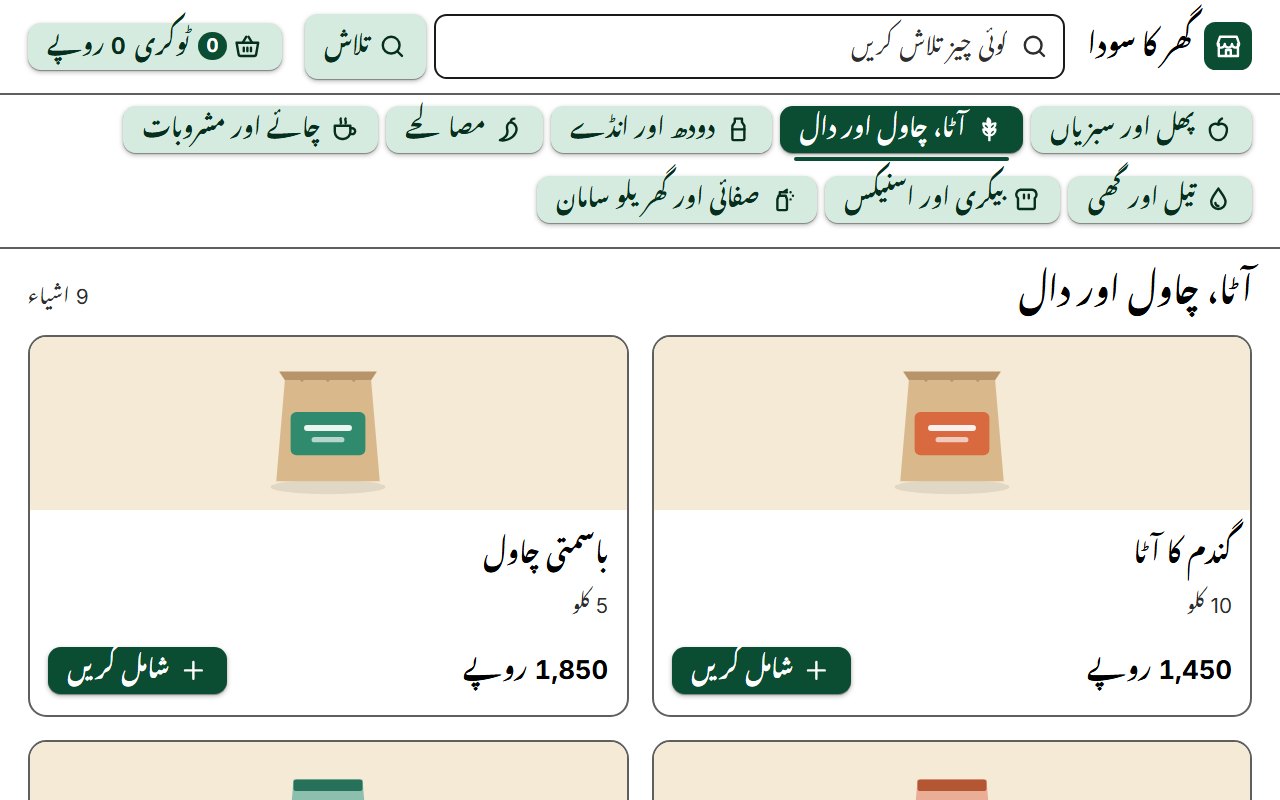 گھر کا سودا
کوئی چیز تلاش کریں
تلاش
ٹوکری 0 0 روپے
پھل اور سبزیاں
آٹا، چاول اور دال
دودھ اور انڈے
مصالحے
چائے اور مشروبات
تیل اور گھی
بیکری اور اسنیکس
صفائی اور گھریلو سامان
آٹا، چاول اور دال
9 اشیاء
گندم کا آٹا
10 کلو
1,450 روپے
شامل کریں
باسمتی چاول
5 کلو
1,850 روپے
شامل کریں